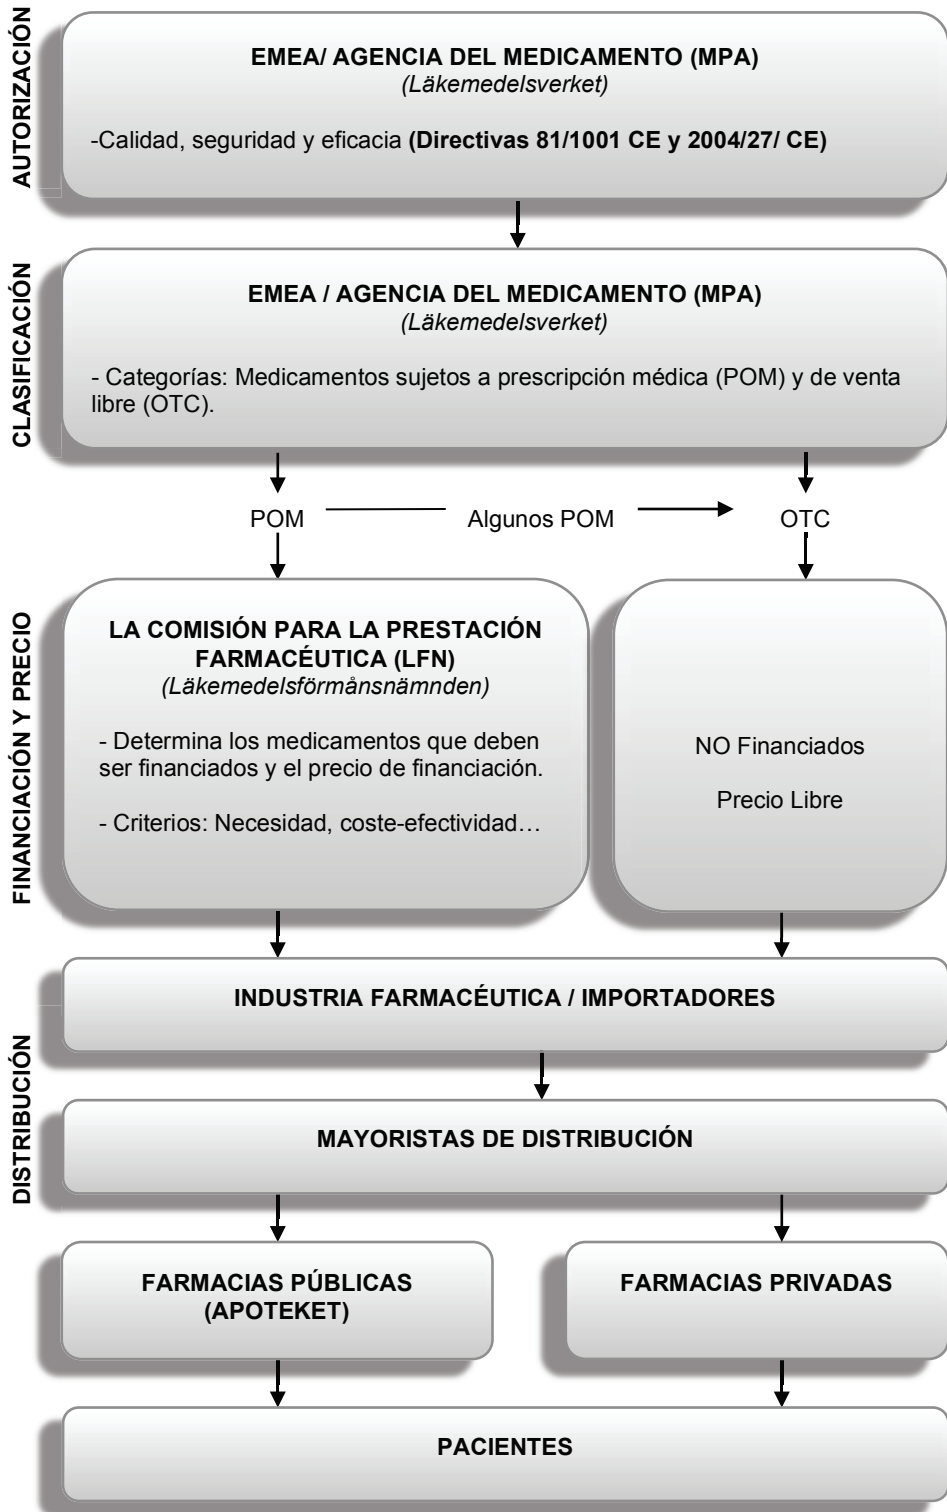 AUTORIZACIÓN
EMEA/ AGENCIA DEL MEDICAMENTO (MPA)
(Läkemedelsverket)
-Calidad, seguridad y eficacia (Directivas 81/1001 CE y 2004/27/ CE)
CLASIFICACIÓN
EMEA / AGENCIA DEL MEDICAMENTO (MPA)
(Läkemedelsverket)
- Categorías: Medicamentos sujetos a prescripción médica (POM) y de venta
libre (OTC).
POM
Algunos POM
OTC
FINANCIACIÓN Y PRECIO
LA COMISIÓN PARA LA PRESTACIÓN
FARMACÉUTICA (LFN)
(Läkemedelsförmånsnämnden)
- Determina los medicamentos que deben
ser financiados y el precio de financiación.
- Criterios: Necesidad, coste-efectividad…
NO Financiados
Precio Libre
DISTRIBUCIÓN
INDUSTRIA FARMACÉUTICA / IMPORTADORES
MAYORISTAS DE DISTRIBUCIÓN
FARMACIAS PÚBLICAS
(APOTEKET)
FARMACIAS PRIVADAS
PACIENTES